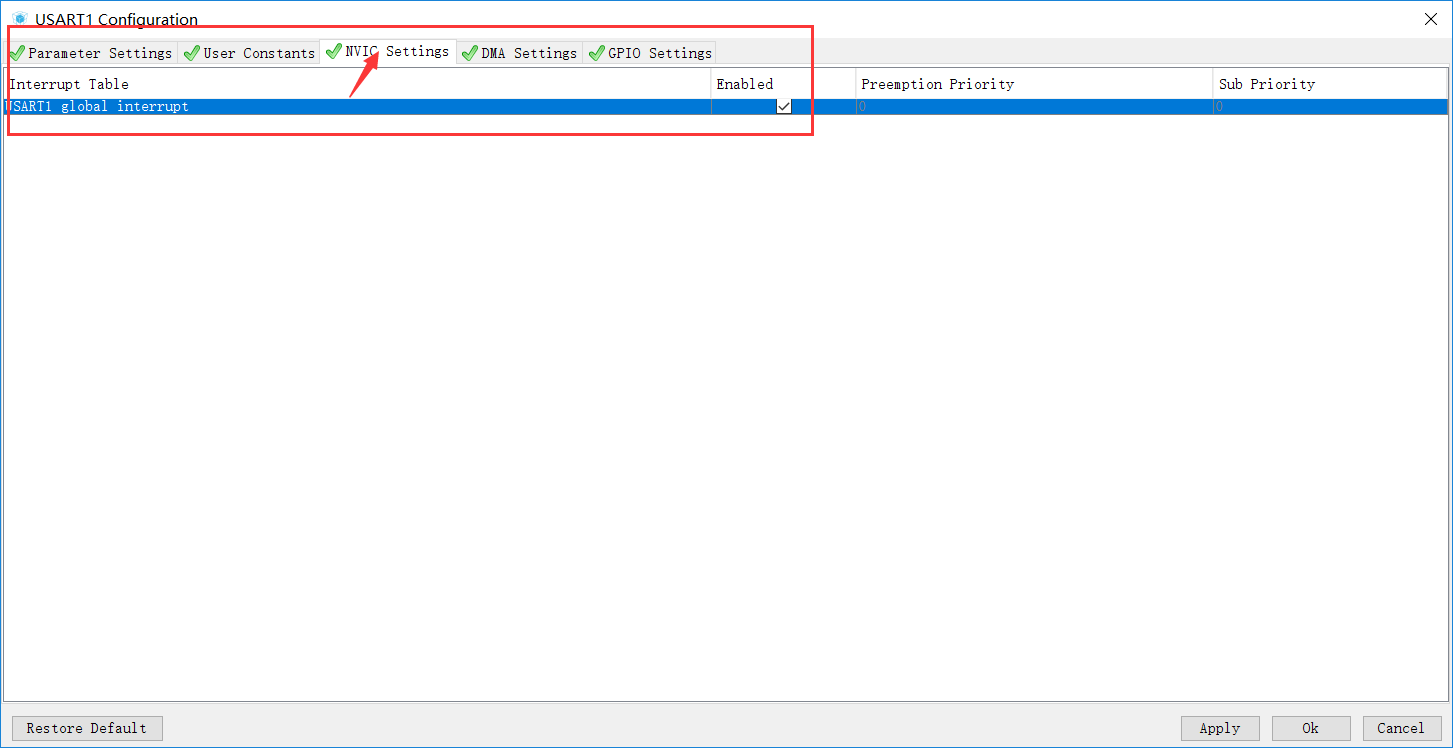 USART1 Configuration
Parameter Settings User Constants NVIC Settings DMA Settings GPIO Settings
Interrupt Table Enabled Preemption Priority Sub Priority
USART1 global interrupt 0 0
Restore Default Apply Ok Cancel